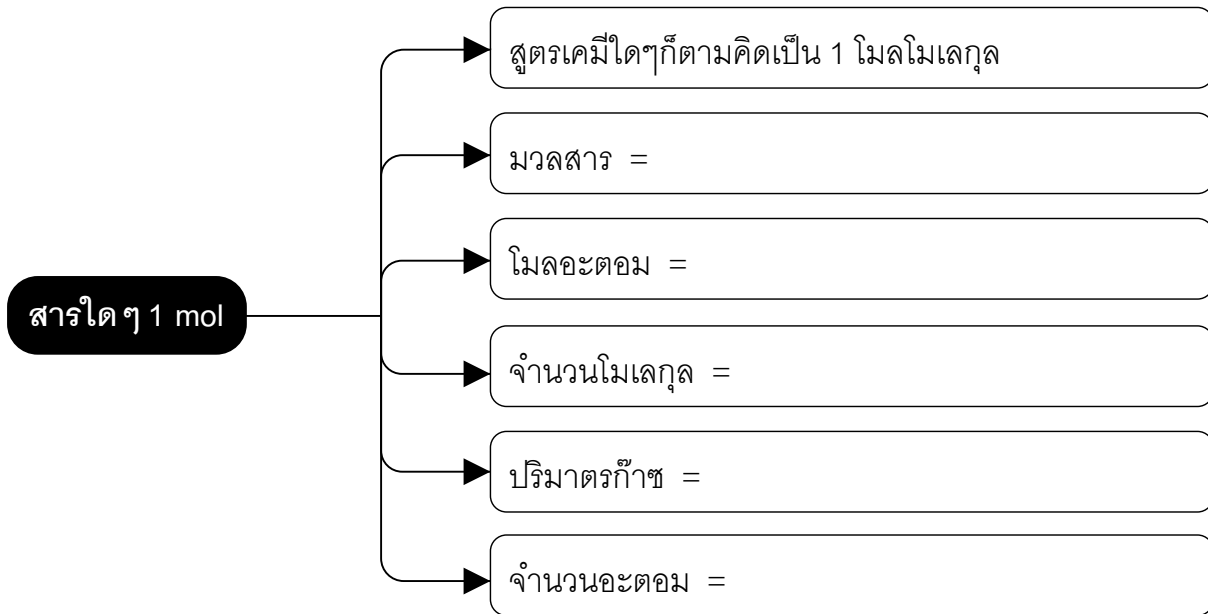 สูตรเคมีใดๆก็ตามคิดเป็น 1 โมลโมเลกุล
มวลสาร =
โมลอะตอม =
สารใด ๆ 1 mol
จำนวนโมเลกุล =
ปริมาตรก๊าซ =
จำนวนอะตอม =